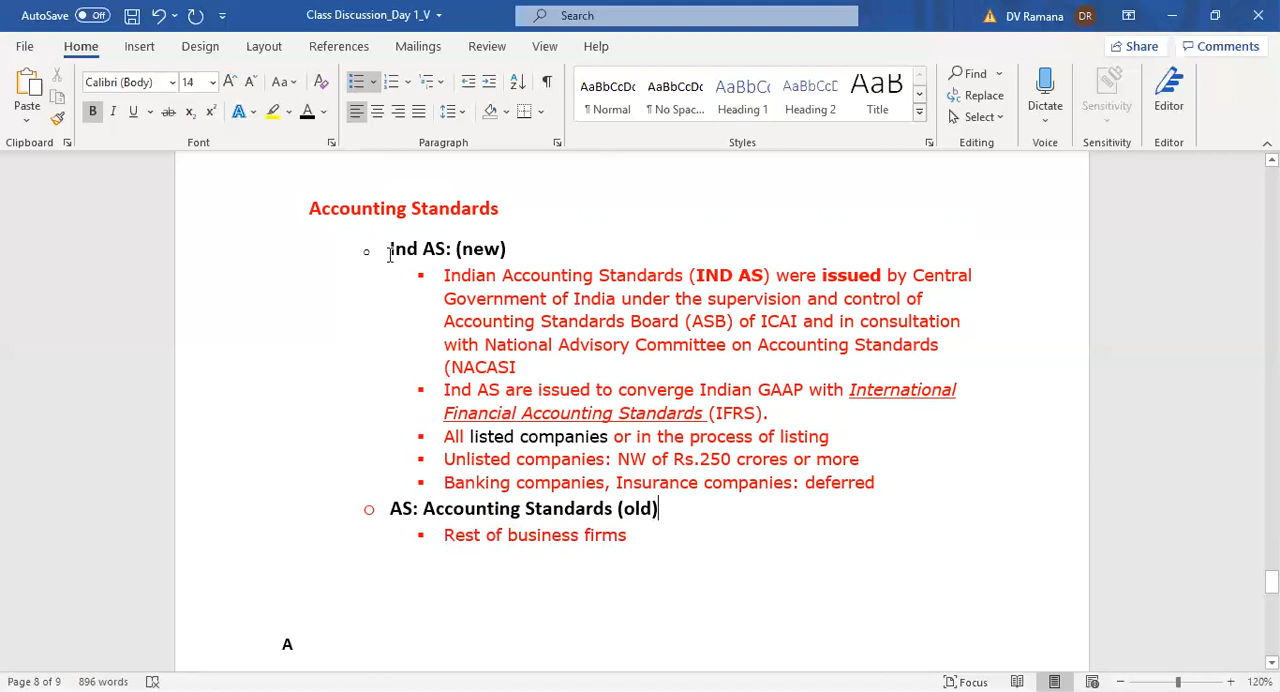 AutoSave Off Class Discussion_Day 1_V Search DV Ramana DR
File Home Insert Design Layout References Mailings Review View Help Share Comments
Paste Calibri (Body) 14 Aa
B I U ab x₂ x² A A
AaBbCcDc AaBbCcDc AaBbCc AaBbCcD AaB
¶ Normal ¶ No Spac... Heading 1 Heading 2 Title
Find
Replace
Select
Dictate Sensitivity Editor
Clipboard Font Paragraph Styles Editing Voice Sensitivity Editor
Accounting Standards
Ind AS: (new)
Indian Accounting Standards (IND AS) were issued by Central
Government of India under the supervision and control of
Accounting Standards Board (ASB) of ICAI and in consultation
with National Advisory Committee on Accounting Standards
(NACASI
Ind AS are issued to converge Indian GAAP with International
Financial Accounting Standards (IFRS).
All listed companies or in the process of listing
Unlisted companies: NW of Rs.250 crores or more
Banking companies, Insurance companies: deferred
AS: Accounting Standards (old)
Rest of business firms
A
Page 8 of 9 896 words Focus 120%